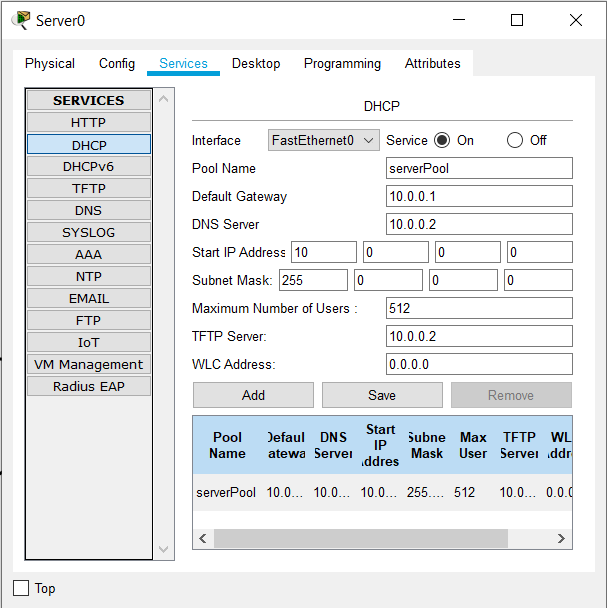 Server0
Physical Config Services Desktop Programming Attributes
SERVICES
HTTP
DHCP
DHCPv6
TFTP
DNS
SYSLOG
AAA
NTP
EMAIL
FTP
IoT
VM Management
Radius EAP
DHCP
Interface FastEthernet0 Service On Off
Pool Name serverPool
Default Gateway 10.0.0.1
DNS Server 10.0.0.2
Start IP Address 10 0 0 0
Subnet Mask: 255 0 0 0
Maximum Number of Users : 512
TFTP Server: 10.0.0.2
WLC Address: 0.0.0.0
Add Save Remove
Pool Name Defaul Gatewa DNS Server Start IP Addres Subne Mask Max User TFTP Server WL Addre
serverPool 10.0... 10.0... 10.0... 255.... 512 10.0... 0.0.0
Top